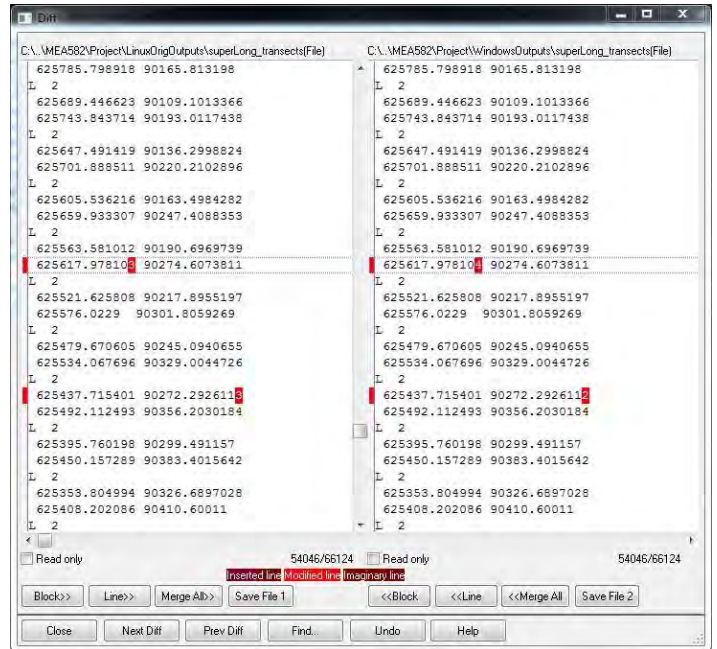 Diff
C:\..\MEA582\Project\LinuxOrigOutputs\superLong_transects(File)
625785.798918 90165.813198
L 2
625689.446623 90109.1013366
625743.843714 90193.0117438
L 2
625647.491419 90136.2998824
625701.888511 90220.2102896
L 2
625605.536216 90163.4984282
625659.933307 90247.4088353
L 2
625563.581012 90190.6969739
625617.978103 90274.6073811
L 2
625521.625808 90217.8955197
625576.0229 90301.8059269
L 2
625479.670605 90245.0940655
625534.067696 90329.0044726
L 2
625437.715401 90272.2926113
625492.112493 90356.2030184
L 2
625395.760198 90299.491157
625450.157289 90383.4015642
L 2
625353.804994 90326.6897028
625408.202086 90410.60011
L 2
C:\..\MEA582\Project\WindowsOutputs\superLong_transects(File)
625785.798918 90165.813198
L 2
625689.446623 90109.1013366
625743.843714 90193.0117438
L 2
625647.491419 90136.2998824
625701.888511 90220.2102896
L 2
625605.536216 90163.4984282
625659.933307 90247.4088353
L 2
625563.581012 90190.6969739
625617.978104 90274.6073811
L 2
625521.625808 90217.8955197
625576.0229 90301.8059269
L 2
625479.670605 90245.0940655
625534.067696 90329.0044726
L 2
625437.715401 90272.2926112
625492.112493 90356.2030184
L 2
625395.760198 90299.491157
625450.157289 90383.4015642
L 2
625353.804994 90326.6897028
625408.202086 90410.60011
L 2
Read only 54046/66124 Read only 54046/66124
Inserted line Modified line Imaginary line
Block>> Line>> Merge All>> Save File 1 <<Block <<Line <<Merge All Save File 2
Close Next Diff Prev Diff Find... Undo Help